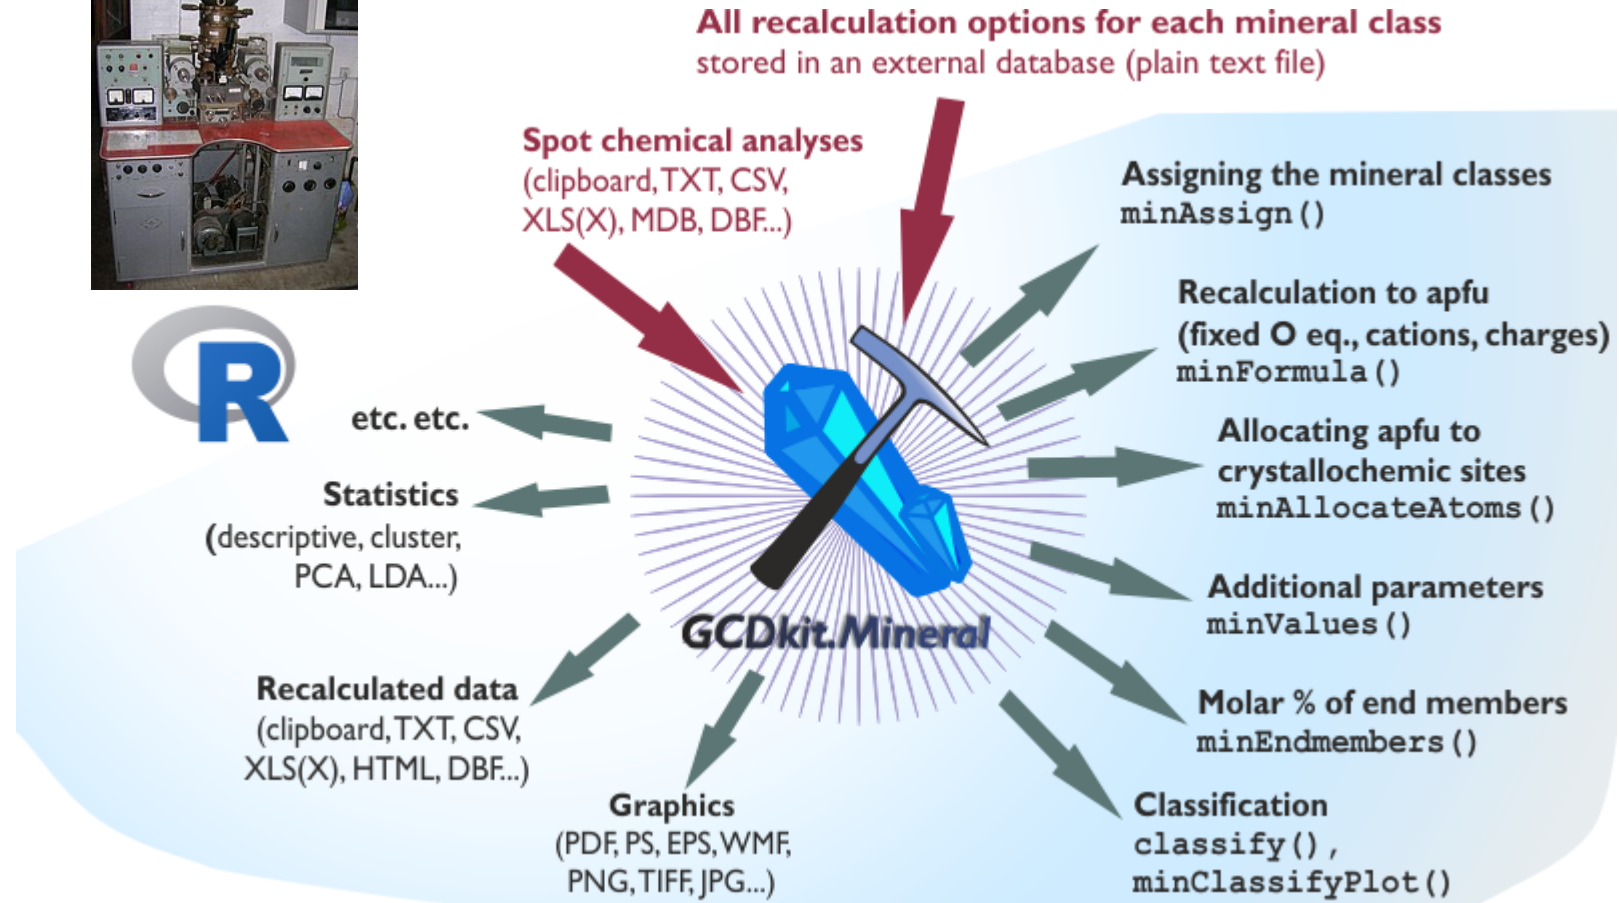 All recalculation options for each mineral class
stored in an external database (plain text file)
Spot chemical analyses
(clipboard, TXT, CSV,
XLS(X), MDB, DBF...)
Assigning the mineral classes
minAssign()
Recalculation to apfu
(fixed O eq., cations, charges)
minFormula()
Allocating apfu to
crystallochemic sites
minAllocateAtoms()
Additional parameters
minValues()
Molar % of end members
minEndmembers()
Classification
classify(),
minClassifyPlot()
R
etc. etc.
Statistics
(descriptive, cluster,
PCA, LDA...)
Recalculated data
(clipboard, TXT, CSV,
XLS(X), HTML, DBF...)
Graphics
(PDF, PS, EPS, WMF,
PNG, TIFF, JPG...)
GCDkit.Mineral